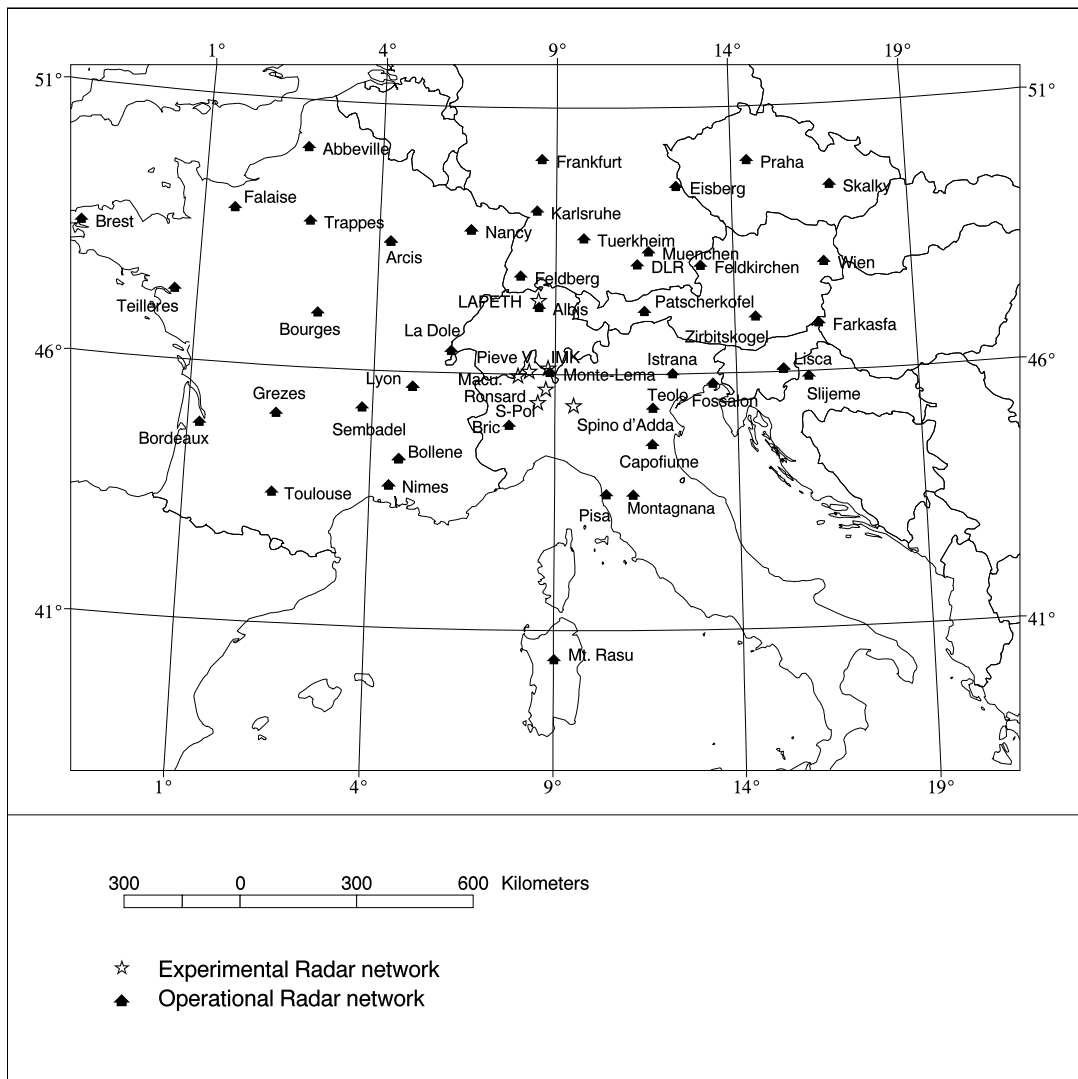 1° 4° 9° 14° 19°
51° 51°
Abbeville
Frankfurt
Praha
Eisberg
Skalky
Falaise
Brest
Trappes
Karlsruhe
Nancy
Tuerkheim
Arcis
Muenchen
DLR
Feldkirchen
Wien
Feldberg
Teilleres
LAPETH
Albis
Patscherkofel
Bourges
La Dole
Zirbitskogel
Farkasfa
46° 46°
Pieve V. IMK
Istrana
Lisca
Lyon
Macu.
Monte-Lema
Grezes
Ronsard
Teolo
Fossalon
Slijeme
S-Pol
Bordeaux
Sembadel
Bric
Spino d'Adda
Bollene
Capofiume
Toulouse
Nimes
Pisa
Montagnana
41° 41°
Mt. Rasu
1° 4° 9° 14° 19°
300 0 300 600 Kilometers
Experimental Radar network
Operational Radar network